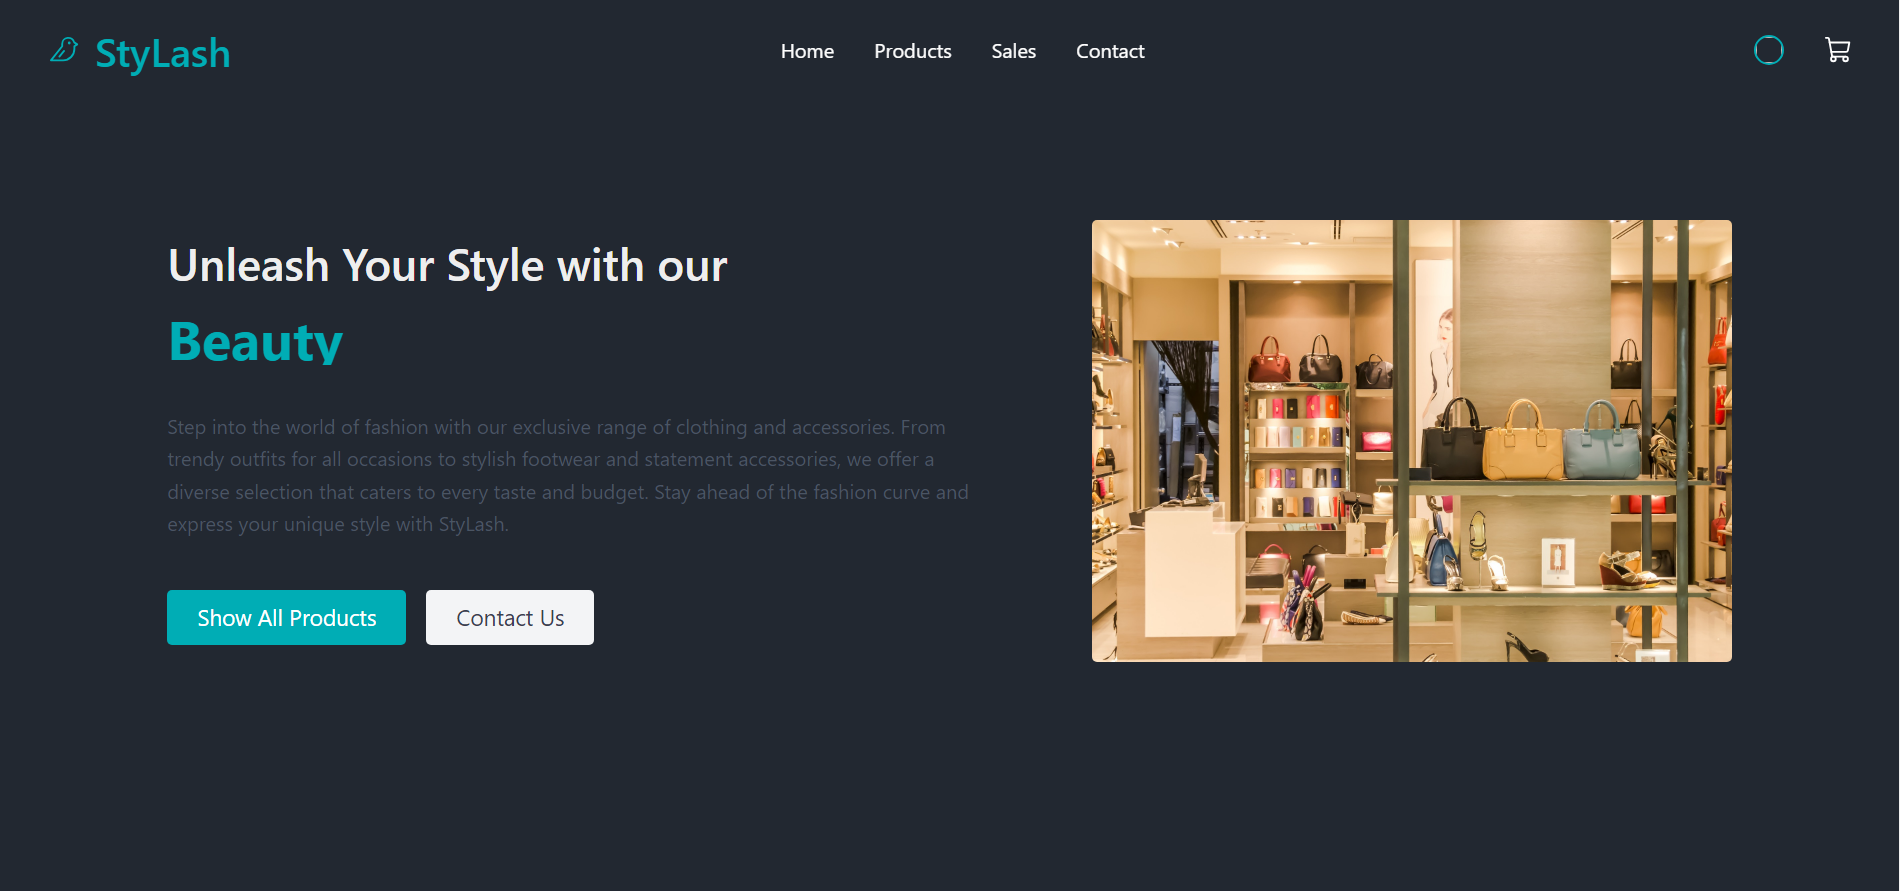 StyLash
Home Products Sales Contact
Unleash Your Style with our
Beauty
Step into the world of fashion with our exclusive range of clothing and accessories. From
trendy outfits for all occasions to stylish footwear and statement accessories, we offer a
diverse selection that caters to every taste and budget. Stay ahead of the fashion curve and
express your unique style with StyLash.
Show All Products Contact Us